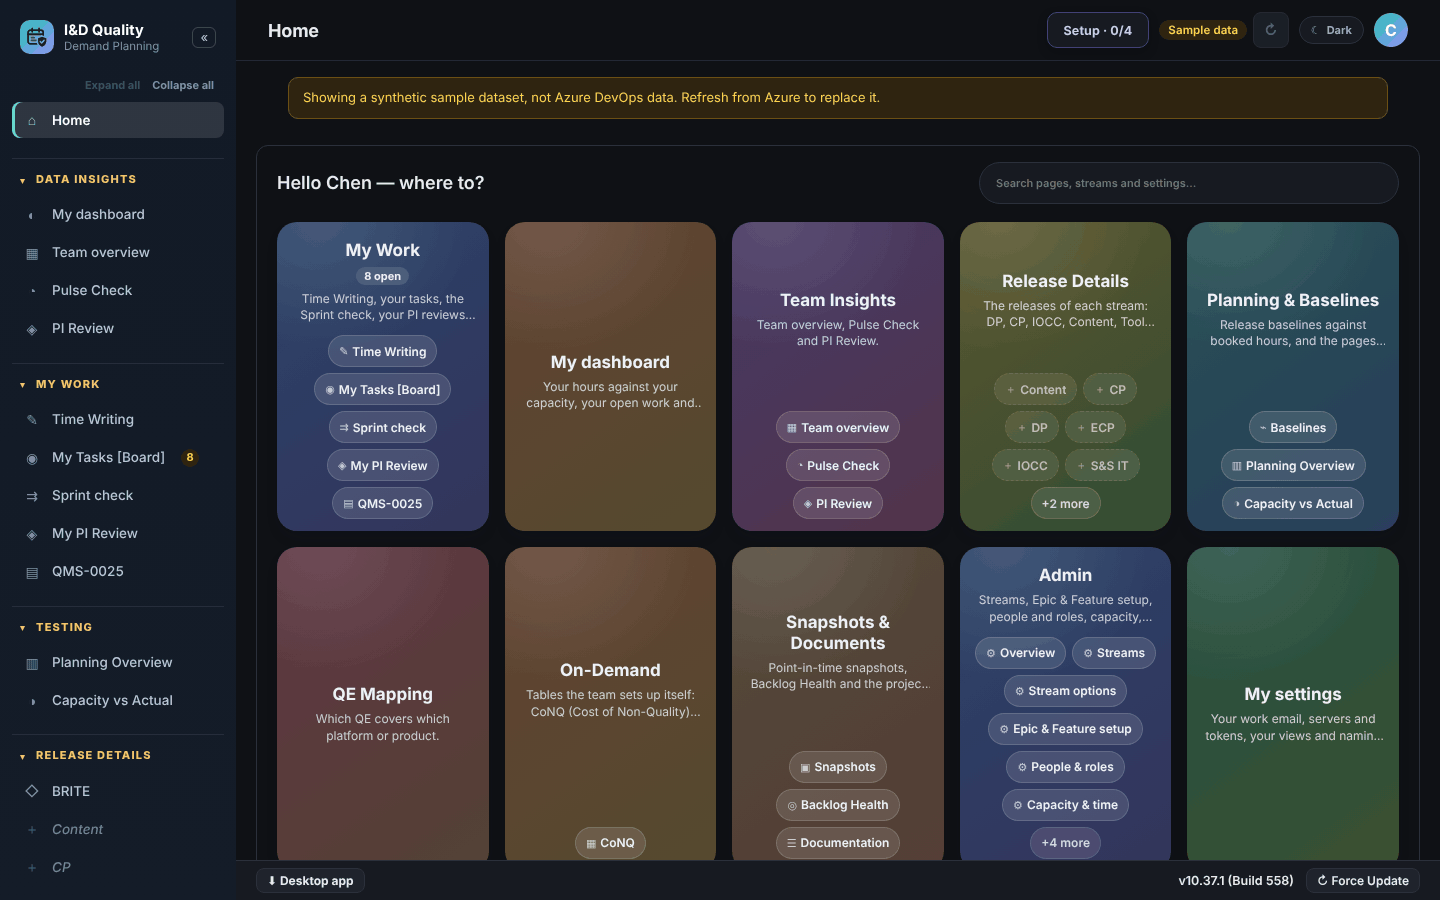 I&D Quality
Demand Planning
«
Expand all Collapse all
Home
DATA INSIGHTS
My dashboard
Team overview
Pulse Check
PI Review
MY WORK
Time Writing
My Tasks [Board] 8
Sprint check
My PI Review
QMS-0025
TESTING
Planning Overview
Capacity vs Actual
RELEASE DETAILS
BRITE
+ Content
+ CP
Home
Setup · 0/4
Sample data
Dark
C
Showing a synthetic sample dataset, not Azure DevOps data. Refresh from Azure to replace it.
Hello Chen — where to?
Search pages, streams and settings...
My Work
8 open
Time Writing, your tasks, the
Sprint check, your PI reviews...
Time Writing
My Tasks [Board]
Sprint check
My PI Review
QMS-0025
My dashboard
Your hours against your
capacity, your open work and..
Team Insights
Team overview, Pulse Check
and PI Review.
Team overview
Pulse Check
PI Review
Release Details
The releases of each stream:
DP, CP, IOCC, Content, Tool...
+ Content + CP
+ DP + ECP
+ IOCC + S&S IT
+2 more
Planning & Baselines
Release baselines against
booked hours, and the pages...
Baselines
Planning Overview
Capacity vs Actual
QE Mapping
Which QE covers which
platform or product.
On-Demand
Tables the team sets up itself:
CoNQ (Cost of Non-Quality)...
CoNQ
Snapshots &
Documents
Point-in-time snapshots,
Backlog Health and the projec...
Snapshots
Backlog Health
Documentation
Admin
Streams, Epic & Feature setup,
people and roles, capacity,...
Overview Streams
Stream options
Epic & Feature setup
People & roles
Capacity & time
+4 more
My settings
Your work email, servers and
tokens, your views and namin...
Desktop app
v10.37.1 (Build 558)
Force Update